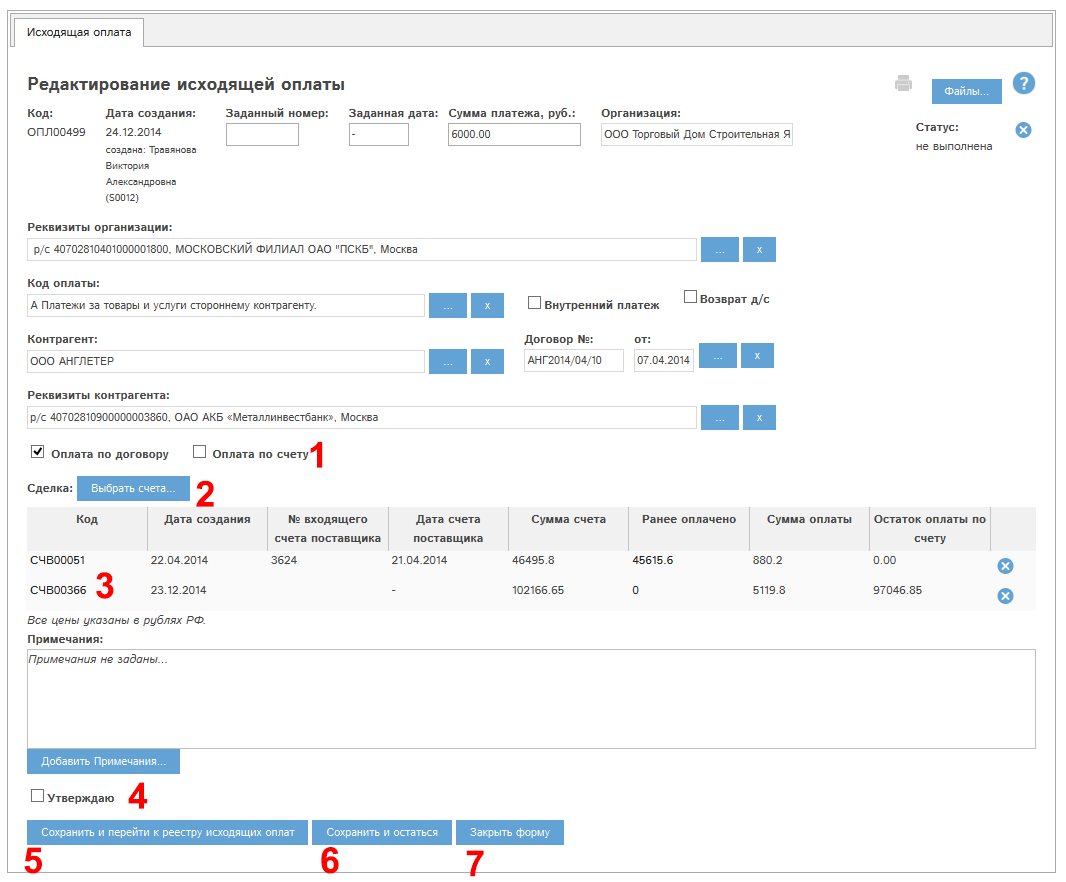 Исходящая оплата
Редактирование исходящей оплаты
Файлы...
?
Код: Дата создания: Заданный номер: Заданная дата: Сумма платежа, руб.: Организация:
ОПЛ00499 24.12.2014 - 6000.00 ООО Торговый Дом Строительная Я
Статус:
не выполнена
создана: Травянова
Виктория
Александровна
(S0012)
Реквизиты организации:
р/с 40702810401000001800, МОСКОВСКИЙ ФИЛИАЛ ОАО "ПСКБ", Москва ... x
Код оплаты:
А Платежи за товары и услуги стороннему контрагенту. ... x Внутренний платеж Возврат д/с
Контрагент: Договор №: от:
ООО АНГЛЕТЕР ... x АНГ2014/04/10 07.04.2014 ... x
Реквизиты контрагента:
р/с 40702810900000003860, ОАО АКБ «Металлинвестбанк», Москва ... x
Оплата по договору Оплата по счету 1
Сделка: Выбрать счета... 2
Код Дата создания № входящего счета поставщика Дата счета поставщика Сумма счета Ранее оплачено Сумма оплаты Остаток оплаты по счету
СЧВ00051 22.04.2014 3624 21.04.2014 46495.8 45615.6 880.2 0.00
3
СЧВ00366 23.12.2014 - 102166.65 0 5119.8 97046.85
Все цены указаны в рублях РФ.
Примечания:
Примечания не заданы...
Добавить Примечания...
Утверждаю 4
Сохранить и перейти к реестру исходящих оплат Сохранить и остаться Закрыть форму
5 6 7